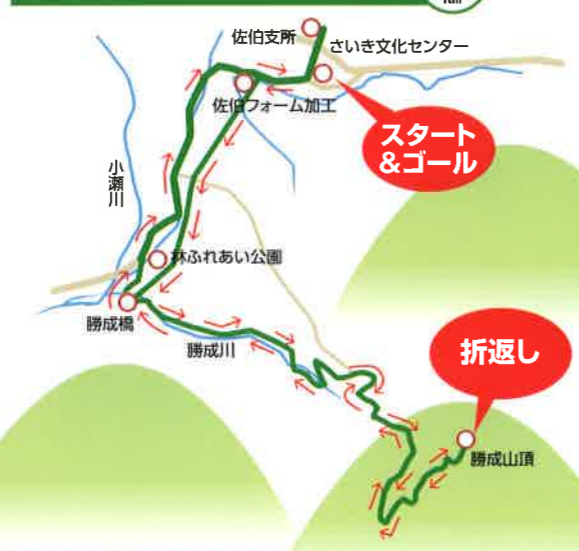 佐伯支所
さいき文化センター
佐伯フォーム加工
スタート
&ゴール
小瀬川
林ふれあい公園
勝成橋
勝成川
折返し
勝成山頂